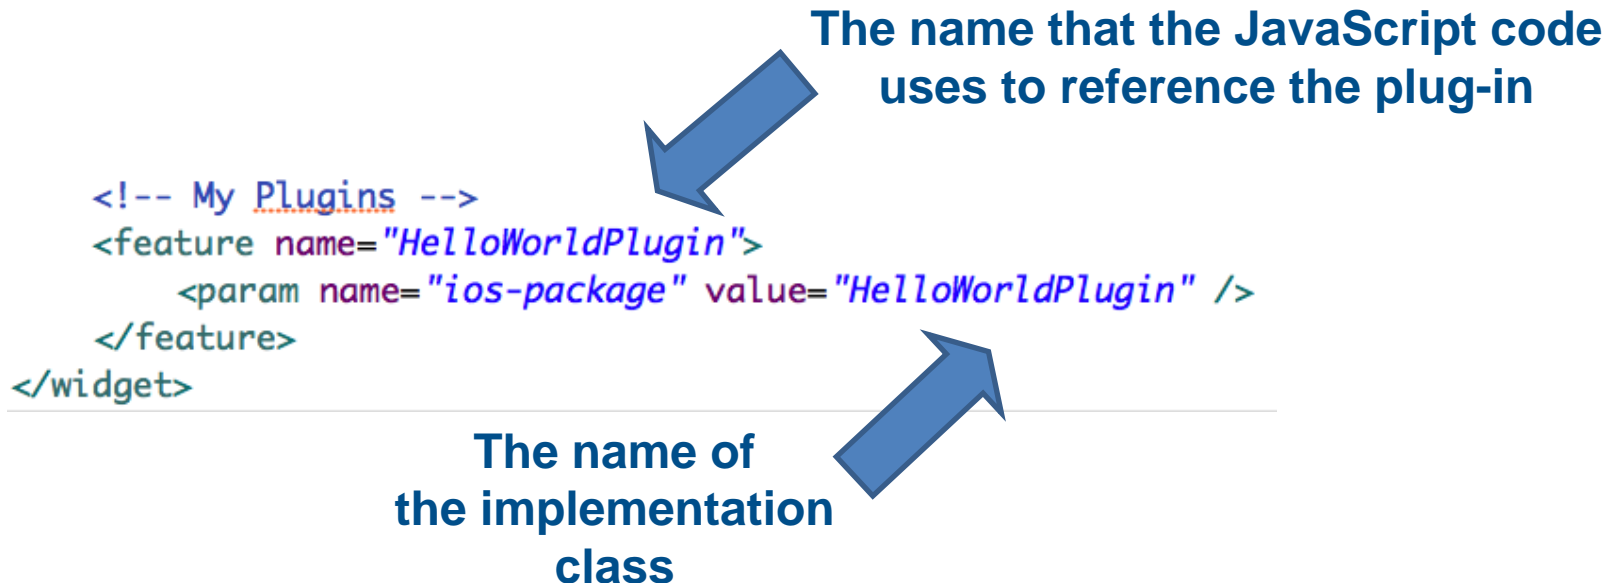 The name that the JavaScript code
uses to reference the plug-in
<!-- My Plugins -->
<feature name="HelloWorldPlugin">
<param name="ios-package" value="HelloWorldPlugin" />
</feature>
</widget>
The name of
the implementation
class